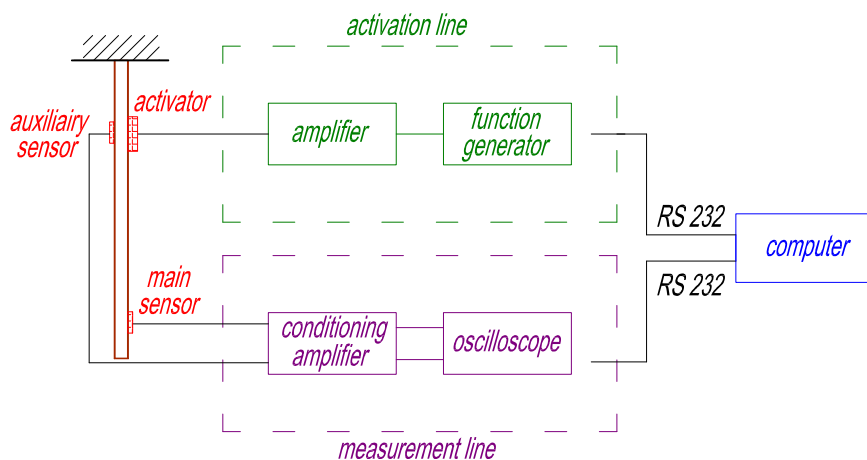 activation line
activator
auxiliairy
sensor
amplifier
function
generator
RS 232
computer
RS 232
main
sensor
conditioning
amplifier
oscilloscope
measurement line